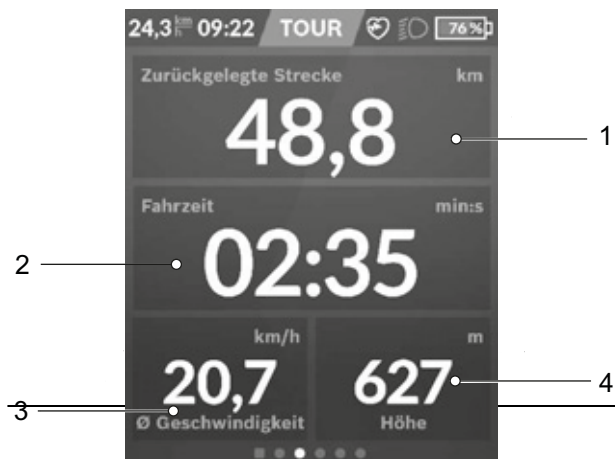 24,3 km/h 09:22 TOUR 76 %
Zurückgelegte Strecke km
48,8
1
Fahrzeit min:s
2
02:35
km/h m
20,7 627
4
3
Ø Geschwindigkeit Höhe